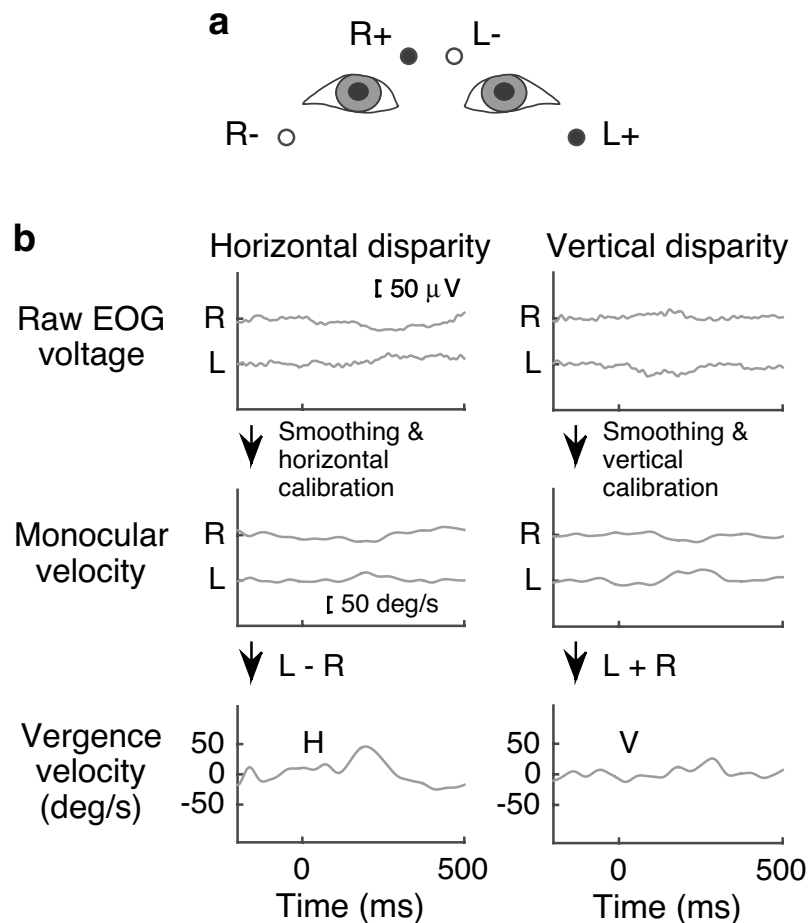 a
R+ L-
R- L+
b
Horizontal disparity Vertical disparity
Raw EOG
voltage
50 μV
R
L
R
L
Smoothing &
horizontal
calibration
Smoothing &
vertical
calibration
Monocular
velocity
R
L
50 deg/s
R
L
L - R
L + R
Vergence
velocity
(deg/s)
50
0
-50
H
50
0
-50
V
0 500
0 500
Time (ms)
Time (ms)